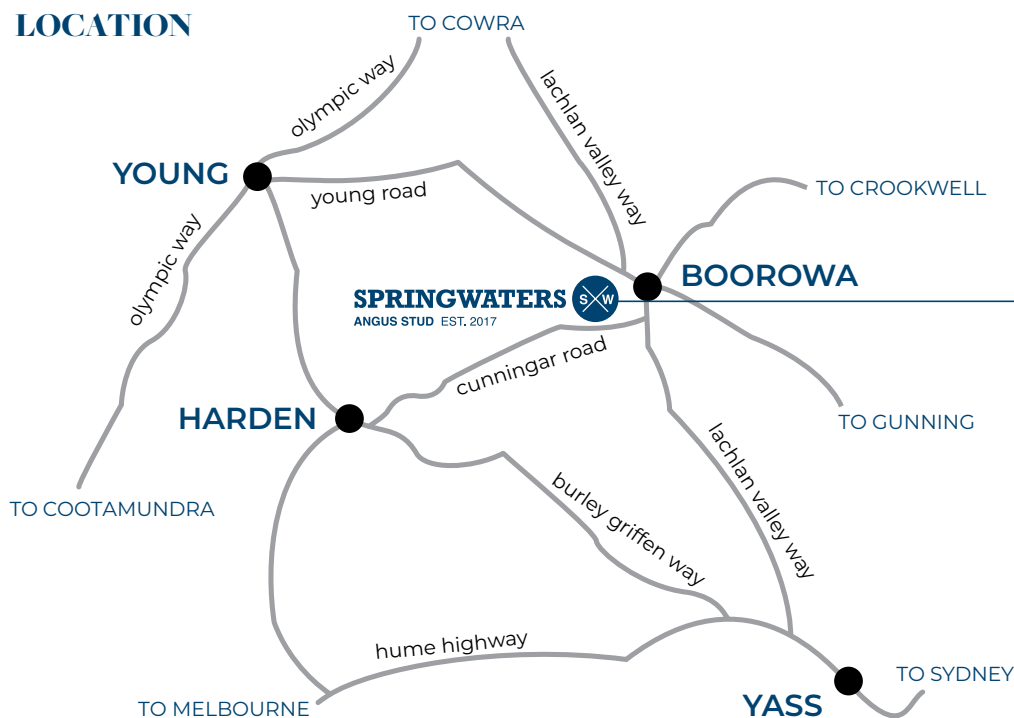 LOCATION
TO COWRA
olympic way
lachlan valley way
YOUNG
young road
TO CROOKWELL
olympic way
BOOROWA
SPRINGWATERS
S W
ANGUS STUD EST. 2017
cunningar road
HARDEN
TO GUNNING
lachlan valley way
burley griffen way
TO COOTAMUNDRA
hume highway
TO SYDNEY
TO MELBOURNE
YASS